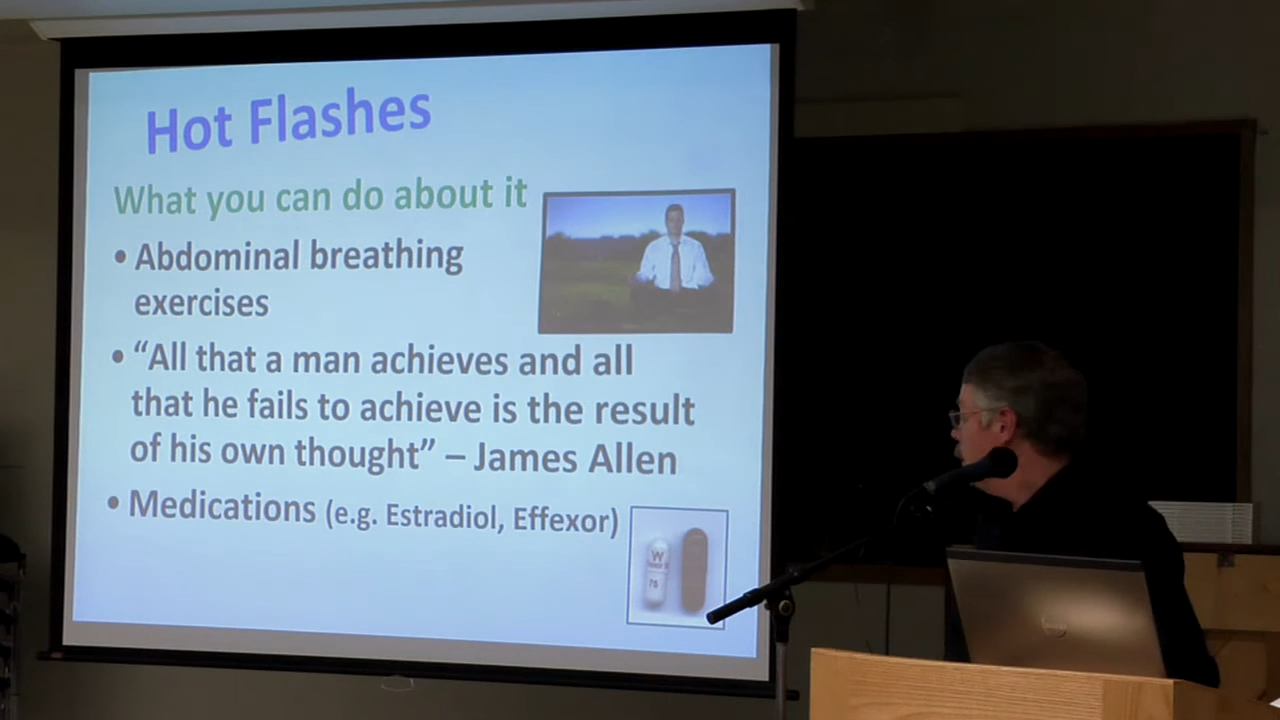 Hot Flashes
What you can do about it
• Abdominal breathing
exercises
• “All that a man achieves and all
that he fails to achieve is the result
of his own thought” – James Allen
• Medications (e.g. Estradiol, Effexor)
W
75